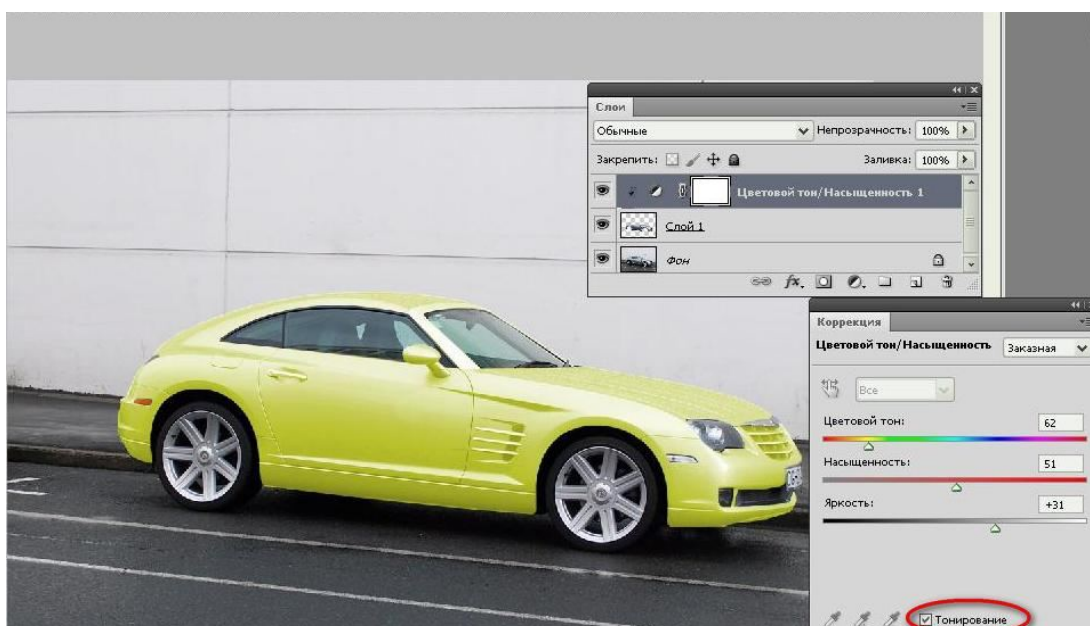 Слои
Обычные Непрозрачность: 100%
Закрепить: Заливка: 100%
Цветовой тон/Насыщенность 1
Слой 1
Фон
fx.
Коррекция
Цветовой тон/Насыщенность Заказная
Все
Цветовой тон: 62
Насыщенность: 51
Яркость: +31
Тонирование